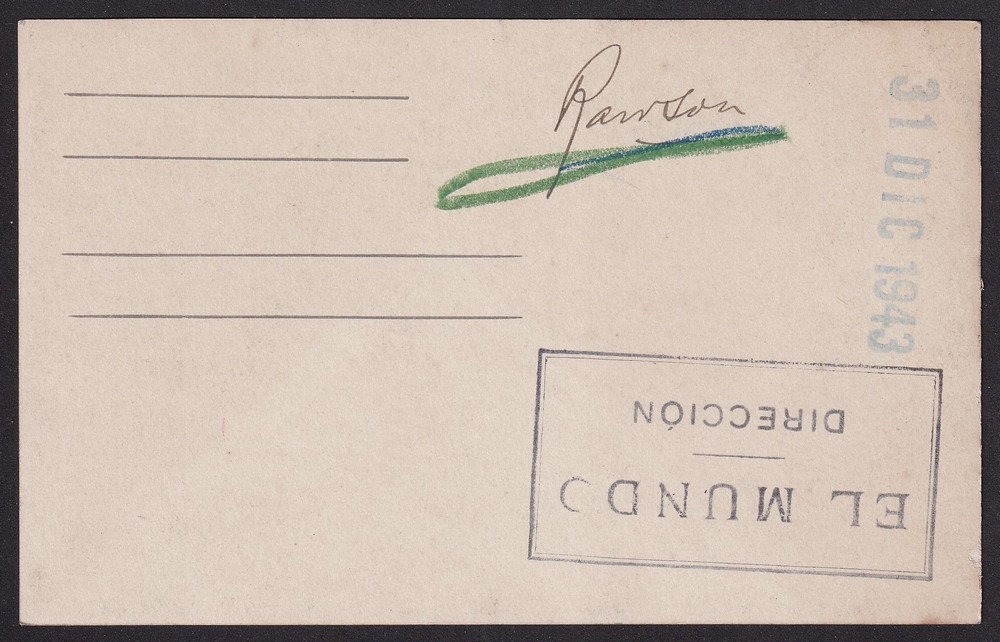 Rawson
31 DIC 1943
EL MUNDO
DIRECCIÓN